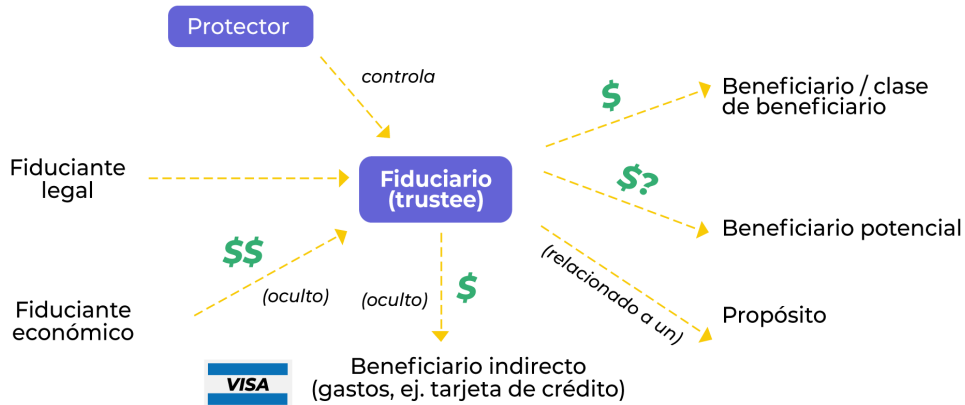 Protector
controla
$
Beneficiario / clase
de beneficiario
Fiduciante
legal
Fiduciario
(trustee)
$?
Beneficiario potencial
$$
(oculto)
(oculto)
$
(relacionado a un)
Fiduciante
económico
Propósito
VISA
Beneficiario indirecto
(gastos, ej. tarjeta de crédito)